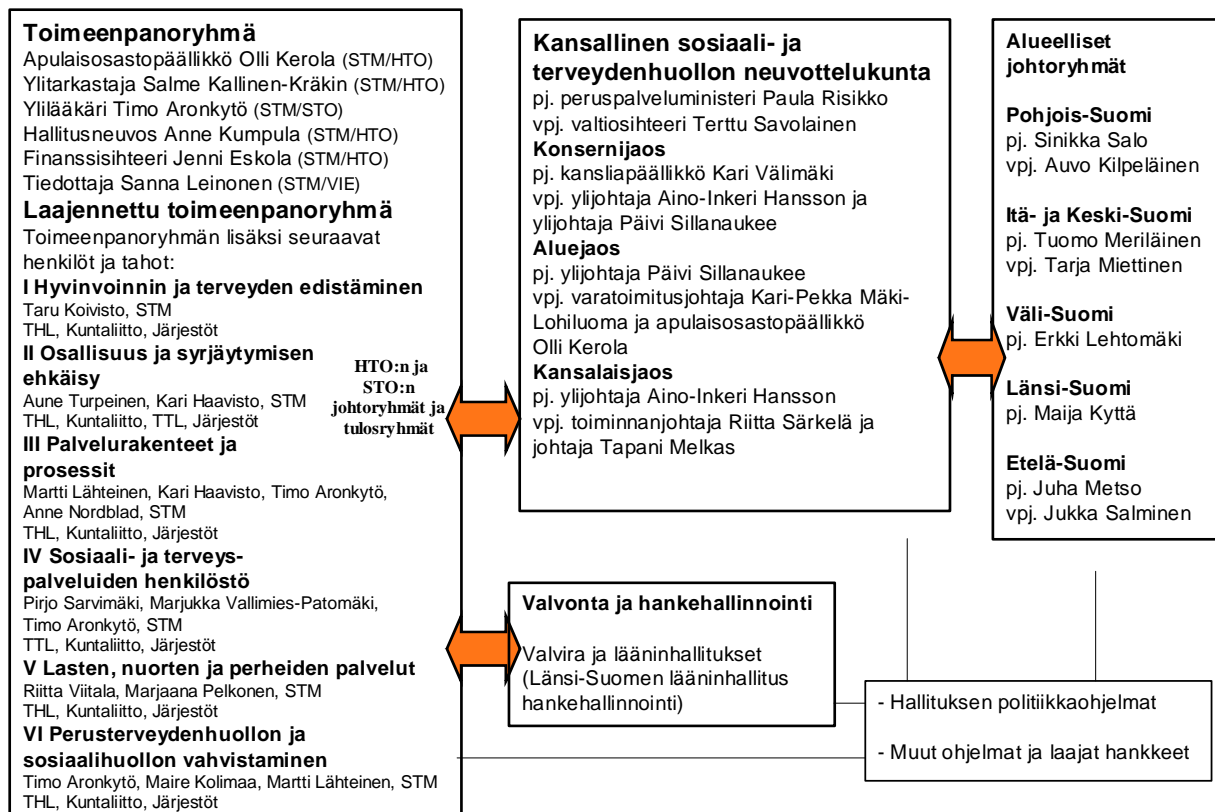 Toimeenpanoryhmä
Apulaisosastopäällikkö Olli Kerola (STM/HTO)
Ylitarkastaja Salme Kallinen-Kräkin (STM/HTO)
Ylilääkäri Timo Aronkytö (STM/STO)
Hallitusneuvos Anne Kumpula (STM/HTO)
Finanssisihteeri Jenni Eskola (STM/HTO)
Tiedottaja Sanna Leinonen (STM/VIE)
Laajennettu toimeenpanoryhmä
Toimeenpanoryhmän lisäksi seuraavat
henkilöt ja tahot:
I Hyvinvoinnin ja terveyden edistäminen
Taru Koivisto, STM
THL, Kuntaliitto, Järjestöt
II Osallisuus ja syrjäytymisen
ehkäisy
Aune Turpeinen, Kari Haavisto, STM
THL, Kuntaliitto, TTL, Järjestöt
III Palvelurakenteet ja
prosessit
Martti Lähteinen, Kari Haavisto, Timo Aronkytö,
Anne Nordblad, STM
THL, Kuntaliitto, Järjestöt
IV Sosiaali- ja terveys-
palveluiden henkilöstö
Pirjo Sarvimäki, Marjukka Vallimies-Patomäki,
Timo Aronkytö, STM
TTL, Kuntaliitto, Järjestöt
V Lasten, nuorten ja perheiden palvelut
Riitta Viitala, Marjaana Pelkonen, STM
THL, Kuntaliitto, Järjestöt
VI Perusterveydenhuollon ja
sosiaalihuollon vahvistaminen
Timo Aronkytö, Maire Kolimaa, Martti Lähteinen, STM
THL, Kuntaliitto, Järjestöt
HTO:n ja
STO:n
johtoryhmät ja
tulosryhmät
Kansallinen sosiaali- ja
terveydenhuollon neuvottelukunta
pj. peruspalveluministeri Paula Risikko
vpj. valtiosihteeri Terttu Savolainen
Konsernijaos
pj. kansliapäällikkö Kari Välimäki
vpj. ylijohtaja Aino-Inkeri Hansson ja
ylijohtaja Päivi Sillanaukee
Aluejaos
pj. ylijohtaja Päivi Sillanaukee
vpj. varatoimitusjohtaja Kari-Pekka Mäki-
Lohiluoma ja apulaisosastopäällikkö
Olli Kerola
Kansalaisjaos
pj. ylijohtaja Aino-Inkeri Hansson
vpj. toiminnanjohtaja Riitta Särkelä ja
johtaja Tapani Melkas
Alueelliset
johtoryhmät
Pohjois-Suomi
pj. Sinikka Salo
vpj. Auvo Kilpeläinen
Itä- ja Keski-Suomi
pj. Tuomo Meriläinen
vpj. Tarja Miettinen
Väli-Suomi
pj. Erkki Lehtomäki
Länsi-Suomi
pj. Maija Kyttä
Etelä-Suomi
pj. Juha Metso
vpj. Jukka Salminen
Valvonta ja hankehallinnointi
Valvira ja lääninhallitukset
(Länsi-Suomen lääninhallitus
hankehallinnointi)
- Hallituksen politiikkaohjelmat
- Muut ohjelmat ja laajat hankkeet